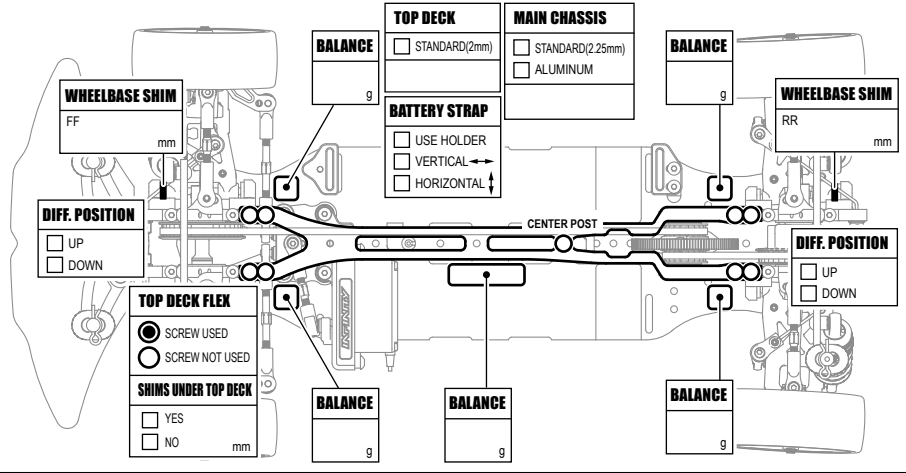 TOP DECK
STANDARD(2mm)
MAIN CHASSIS
STANDARD(2.25mm)
ALUMINUM
BALANCE
g
BALANCE
g
WHEELBASE SHIM
FF
mm
BATTERY STRAP
USE HOLDER
VERTICAL
HORIZONTAL
WHEELBASE SHIM
RR
mm
DIFF. POSITION
UP
DOWN
CENTER POST
DIFF. POSITION
UP
DOWN
TOP DECK FLEX
SCREW USED
SCREW NOT USED
SHIMS UNDER TOP DECK
YES
NO
mm
INFINITY
BALANCE
g
BALANCE
g
BALANCE
g